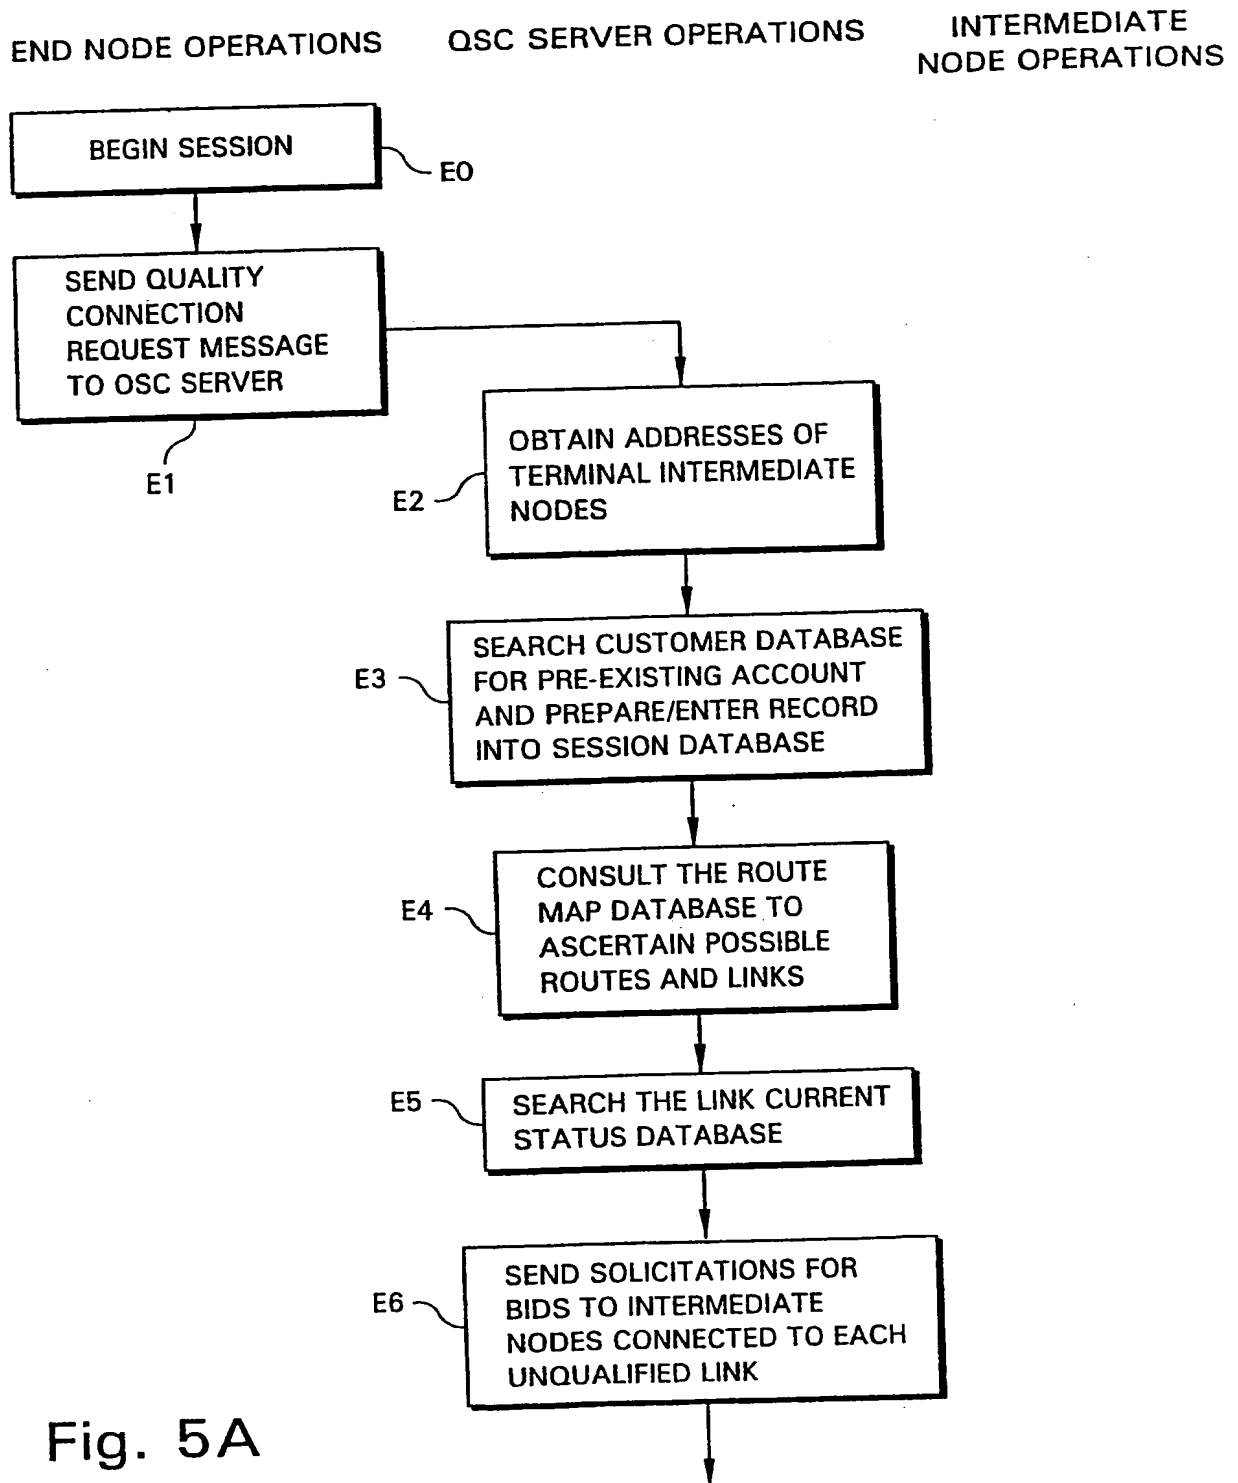 END NODE OPERATIONS
QSC SERVER OPERATIONS
INTERMEDIATE
NODE OPERATIONS
BEGIN SESSION
E0
SEND QUALITY
CONNECTION
REQUEST MESSAGE
TO QSC SERVER
E1
OBTAIN ADDRESSES OF
TERMINAL INTERMEDIATE
NODES
E2
SEARCH CUSTOMER DATABASE
FOR PRE-EXISTING ACCOUNT
AND PREPARE/ENTER RECORD
INTO SESSION DATABASE
E3
CONSULT THE ROUTE
MAP DATABASE TO
ASCERTAIN POSSIBLE
ROUTES AND LINKS
E4
SEARCH THE LINK CURRENT
STATUS DATABASE
E5
SEND SOLICITATIONS FOR
BIDS TO INTERMEDIATE
NODES CONNECTED TO EACH
UNQUALIFIED LINK
E6
Fig. 5A